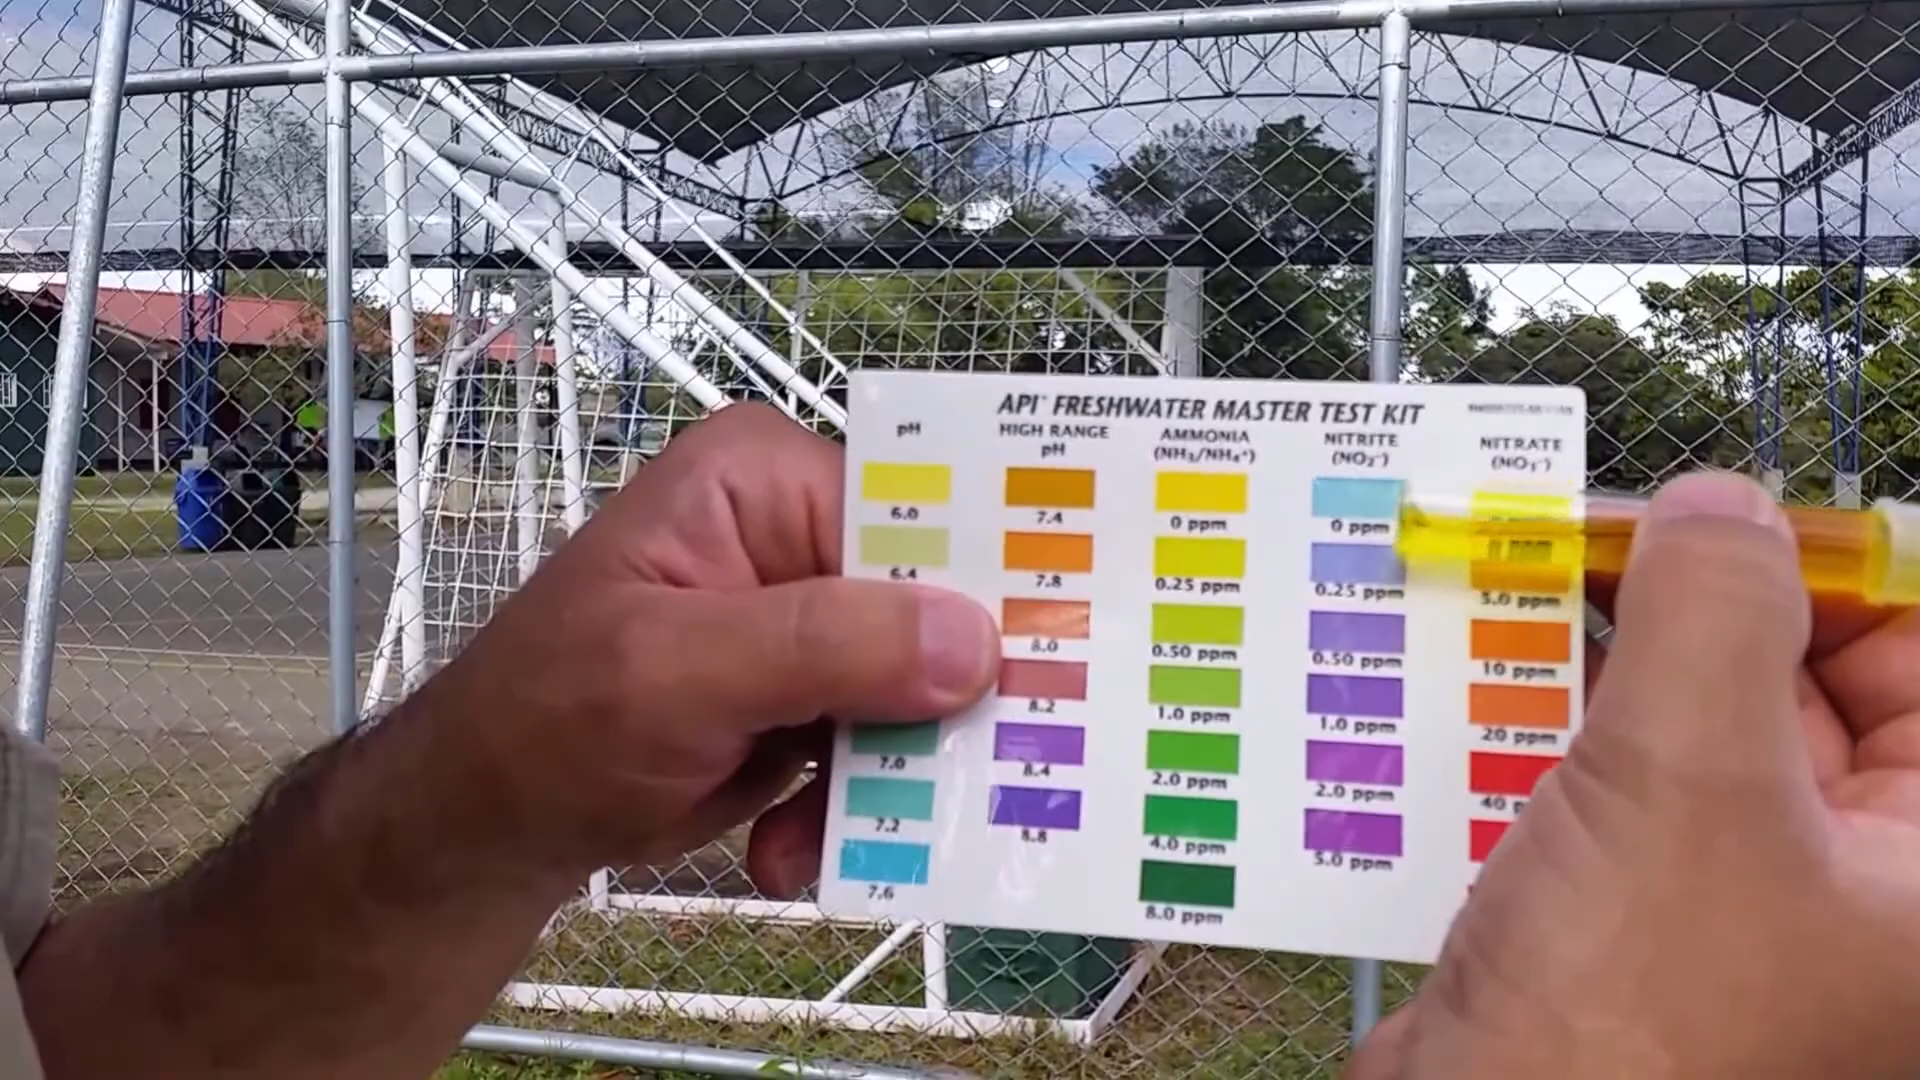 API FRESHWATER MASTER TEST KIT
pH
HIGH RANGE
pH
AMMONIA
(NH₃/NH₄⁺)
NITRITE
(NO₂⁻)
NITRATE
(NO₃⁻)
6.0
6.4
7.0
7.2
7.6
7.4
7.8
8.0
8.2
8.4
8.8
0 ppm
0.25 ppm
0.50 ppm
1.0 ppm
2.0 ppm
4.0 ppm
8.0 ppm
0 ppm
0.25 ppm
0.50 ppm
1.0 ppm
2.0 ppm
5.0 ppm
0 ppm
5.0 ppm
10 ppm
20 ppm
40 p